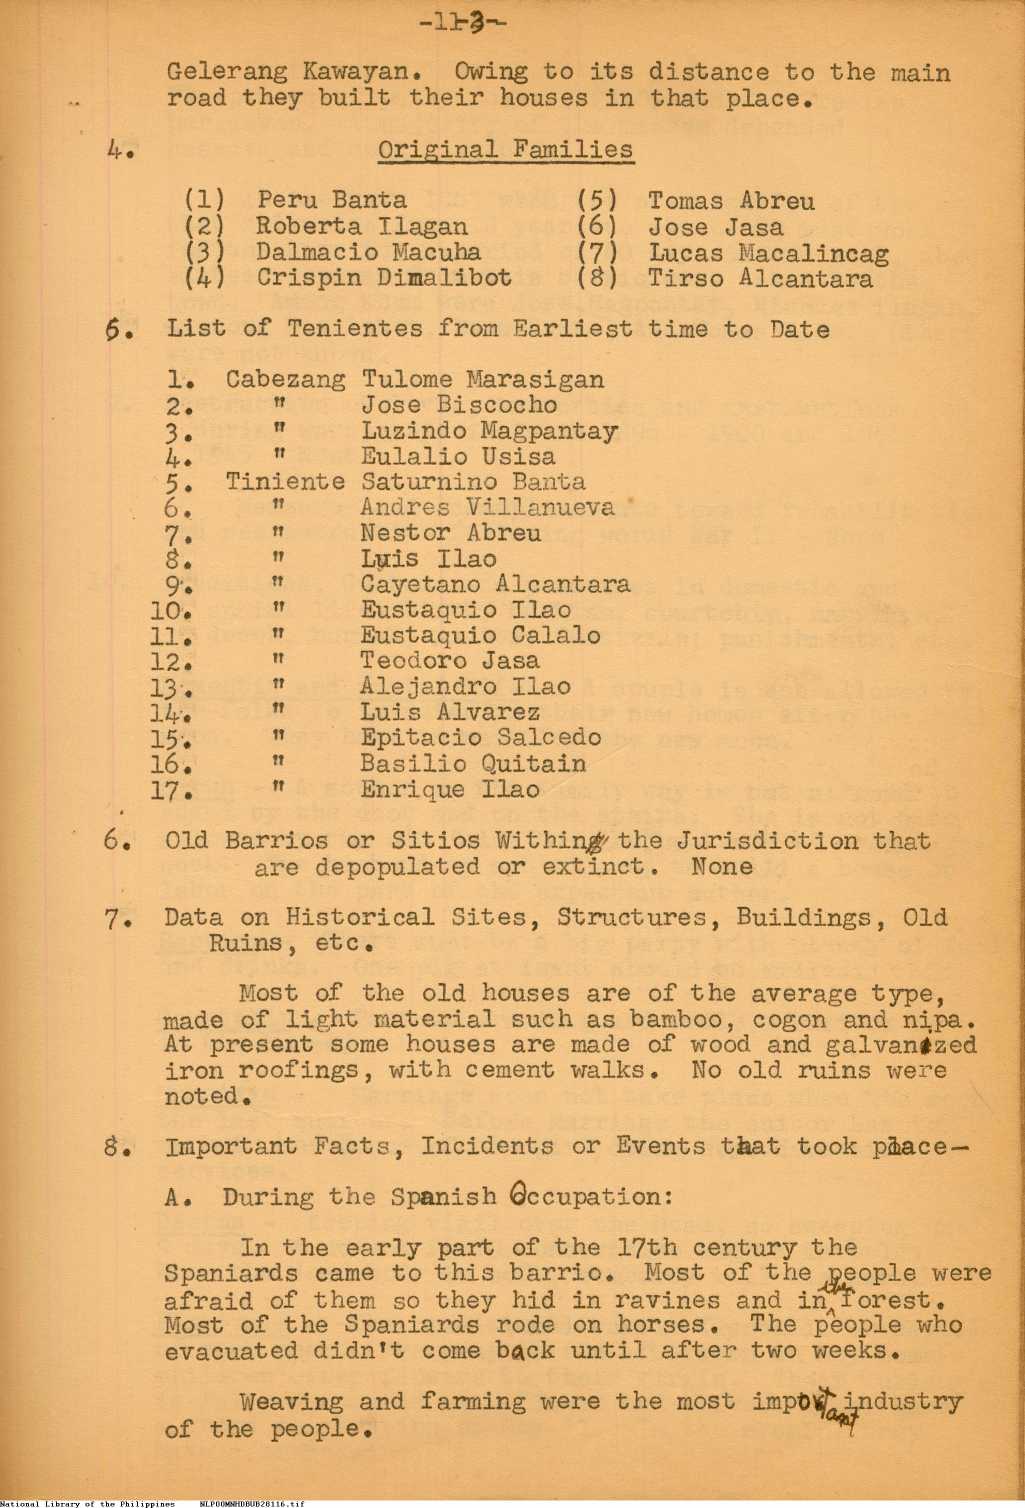 -11-3-
Gelerang Kawayan. Owing to its distance to the main
road they built their houses in that place.
4. Original Families
(1) Peru Banta (5) Tomas Abreu
(2) Roberta Ilagan (6) Jose Jasa
(3) Dalmacio Macuha (7) Lucas Macalincag
(4) Crispin Dimalibot (8) Tirso Alcantara
5. List of Tenientes from Earliest time to Date
1. Cabezang Tulome Marasigan
2. " Jose Biscocho
3. " Luzindo Magpantay
4. " Eulalio Usisa
5. Tiniente Saturnino Banta
6. " Andres Villanueva
7. " Nestor Abreu
8. " Luis Ilao
9. " Cayetano Alcantara
10. " Eustaquio Ilao
11. " Eustaquio Calalo
12. " Teodoro Jasa
13. " Alejandro Ilao
14. " Luis Alvarez
15. " Epitacio Salcedo
16. " Basilio Quitain
17. " Enrique Ilao
6. Old Barrios or Sitios Within the Jurisdiction that
are depopulated or extinct. None
7. Data on Historical Sites, Structures, Buildings, Old
Ruins, etc.
Most of the old houses are of the average type,
made of light material such as bamboo, cogon and nipa.
At present some houses are made of wood and galvanized
iron roofings, with cement walks. No old ruins were
noted.
8. Important Facts, Incidents or Events that took place-
A. During the Spanish Occupation:
In the early part of the 17th century the
Spaniards came to this barrio. Most of the people were
afraid of them so they hid in ravines and in the forest.
Most of the Spaniards rode on horses. The people who
evacuated didn't come back until after two weeks.
Weaving and farming were the most important industry
of the people.
National Library of the Philippines NLPOOMNHDBUB28116.tif